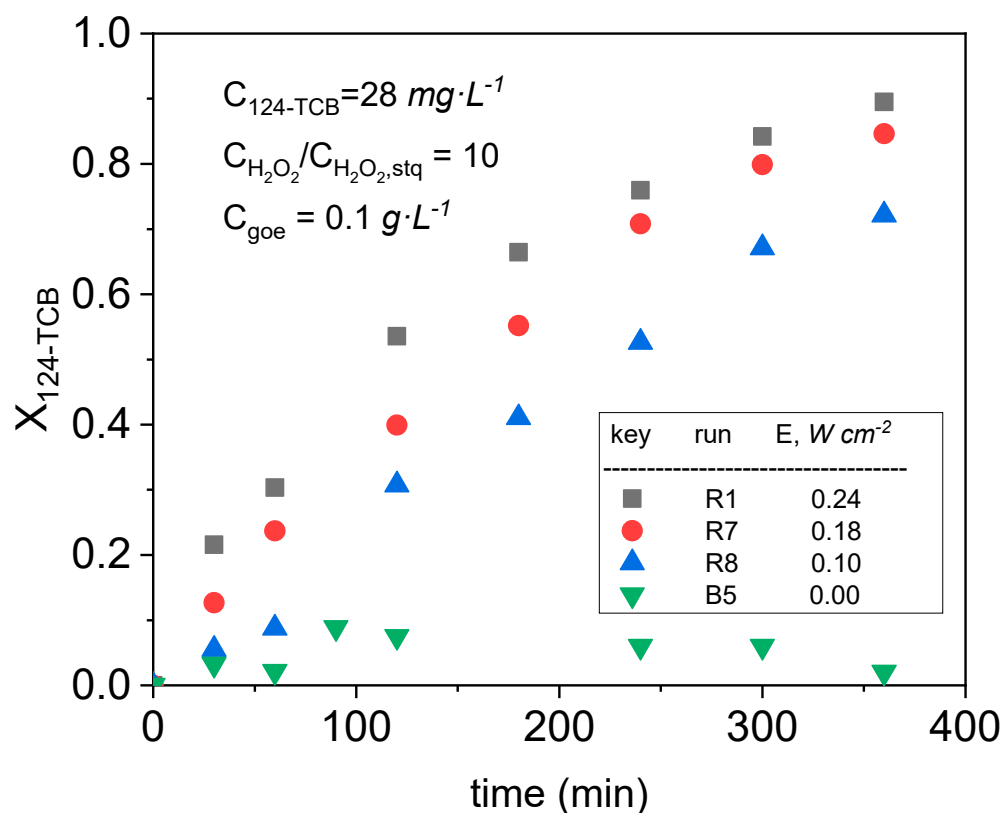 1.0
0.8
0.6
0.4
0.2
0.0
X124-TCB
C124-TCB=28 mg·L-1
CH2O2/CH2O2,stq = 10
Cgoe = 0.1 g·L-1
key run E, W cm-2
------------------------------------
R1 0.24
R7 0.18
R8 0.10
B5 0.00
0 100 200 300 400
time (min)